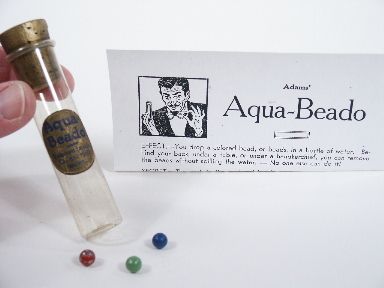 Adams'
Aqua-Beado
EFFECT.—You drop a colored bead, or beads, in a bottle of water. Be-
hind your back under a table, or under a handkerchief, you can remove
the beads without spilling the water. — No one else can do it!
Aqua
Beado